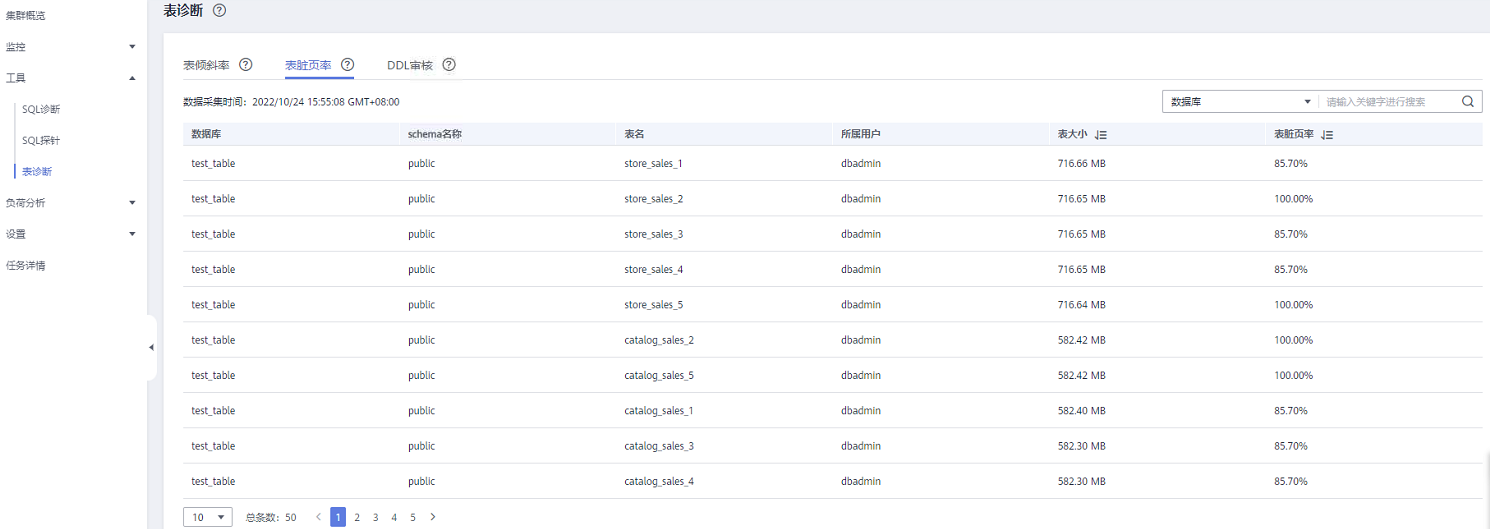 集群概览
监控
工具
SQL诊断
SQL探针
表诊断
负荷分析
设置
任务详情
表诊断 ?
表倾斜率 ? 表脏页率 ? DDL审核 ?
数据采集时间：2022/10/24 15:55:08 GMT+08:00 数据库 请输入关键字进行搜索
数据库 schema名称 表名 所属用户 表大小 表脏页率
test_table public store_sales_1 dbadmin 716.66 MB 85.70%
test_table public store_sales_2 dbadmin 716.65 MB 100.00%
test_table public store_sales_3 dbadmin 716.65 MB 85.70%
test_table public store_sales_4 dbadmin 716.65 MB 85.70%
test_table public store_sales_5 dbadmin 716.64 MB 100.00%
test_table public catalog_sales_2 dbadmin 582.42 MB 100.00%
test_table public catalog_sales_5 dbadmin 582.42 MB 100.00%
test_table public catalog_sales_1 dbadmin 582.40 MB 85.70%
test_table public catalog_sales_3 dbadmin 582.30 MB 85.70%
test_table public catalog_sales_4 dbadmin 582.30 MB 85.70%
10 总条数：50 < 1 2 3 4 5 >